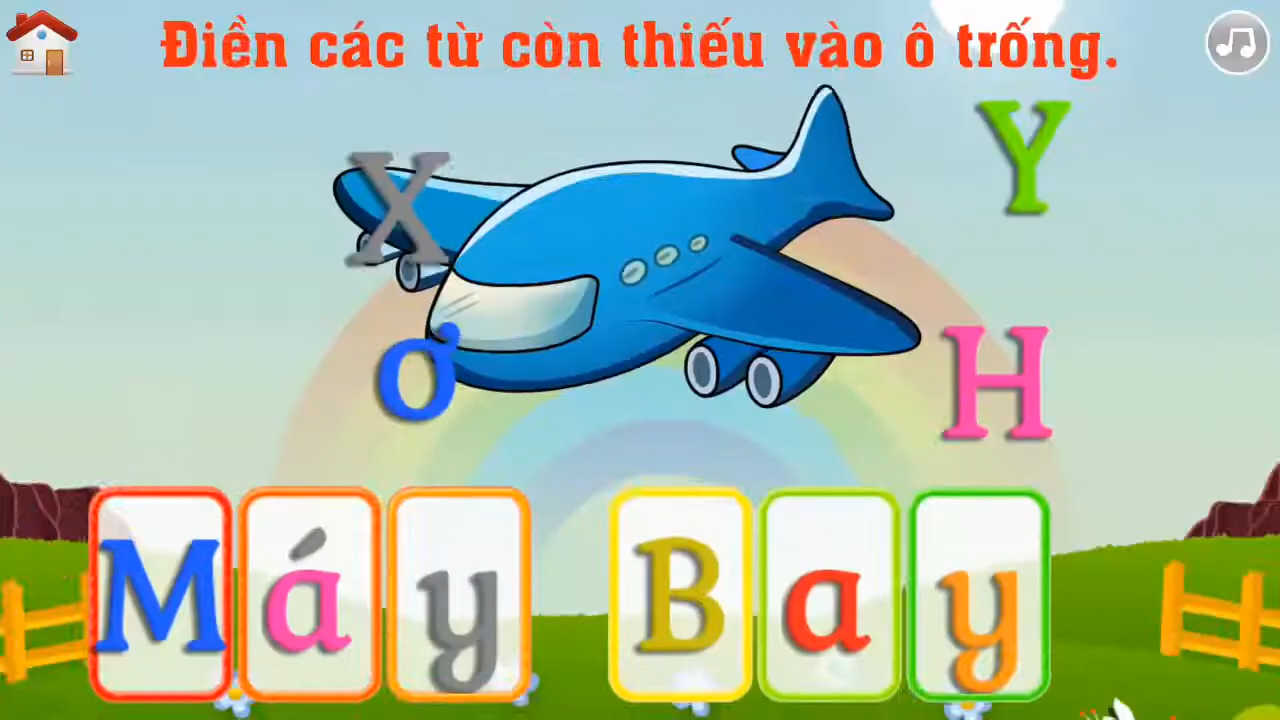 Điền các từ còn thiếu vào ô trống.
X Y
Ơ H
Máy Bay